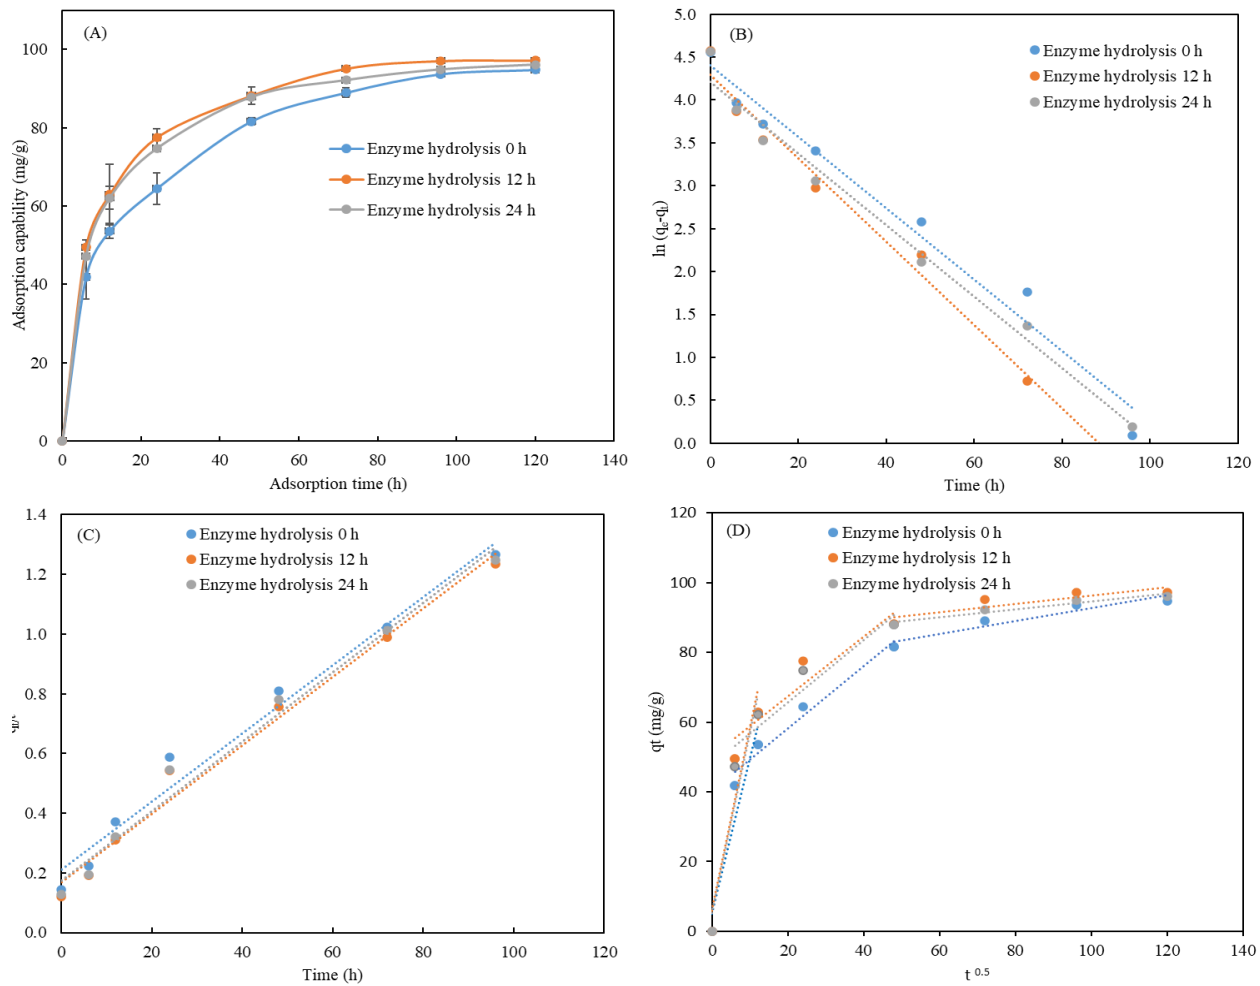 (A)
100
80
60
40
20
0
Adsorption capability (mg/g)
Enzyme hydrolysis 0 h
Enzyme hydrolysis 12 h
Enzyme hydrolysis 24 h
0 20 40 60 80 100 120 140
Adsorption time (h)
(B)
5.0
4.5
4.0
3.5
3.0
2.5
2.0
1.5
1.0
0.5
0.0
ln (qe-qt)
Enzyme hydrolysis 0 h
Enzyme hydrolysis 12 h
Enzyme hydrolysis 24 h
0 20 40 60 80 100 120
Time (h)
(C)
1.4
1.2
1.0
0.8
0.6
0.4
0.2
0.0
Enzyme hydrolysis 0 h
Enzyme hydrolysis 12 h
Enzyme hydrolysis 24 h
0 20 40 60 80 100 120
Time (h)
(D)
120
100
80
60
40
20
0
qt (mg/g)
Enzyme hydrolysis 0 h
Enzyme hydrolysis 12 h
Enzyme hydrolysis 24 h
0 20 40 60 80 100 120 140
t 0.5